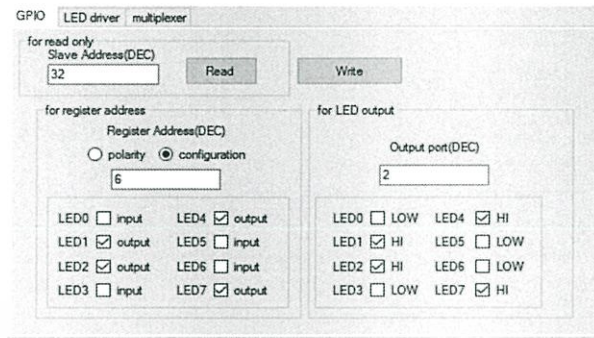 GPIO LED driver multiplexer
for read only
Slave Address(DEC)
32 Read Write
for register address
Register Address(DEC)
polarity configuration
6
LED0 input LED4 output
LED1 output LED5 input
LED2 output LED6 input
LED3 input LED7 output
for LED output
Output port(DEC)
2
LED0 LOW LED4 HI
LED1 HI LED5 LOW
LED2 HI LED6 LOW
LED3 LOW LED7 HI